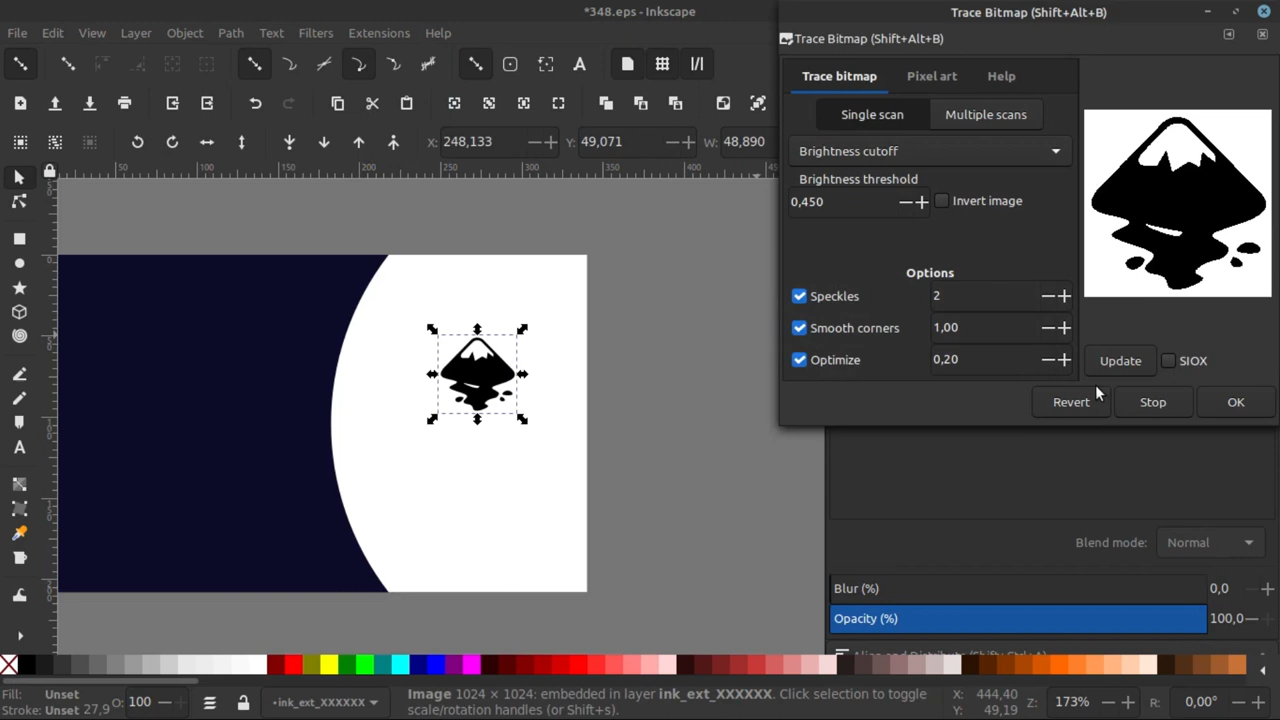 *348.eps - Inkscape
Trace Bitmap (Shift+Alt+B)
File Edit View Layer Object Path Text Filters Extensions Help
Trace Bitmap (Shift+Alt+B)
Trace bitmap Pixel art Help
Single scan Multiple scans
X: 248,133 Y: 49,071 W: 48,890
Brightness cutoff
Brightness threshold
0,450 Invert image
Options
Speckles 2
Smooth corners 1,00
Optimize 0,20
Update SIOX
Revert Stop OK
50 100 150 200 250 300 350 400
Blend mode: Normal
Blur (%) 0,0
Opacity (%) 100,0
Fill: Unset
Stroke: Unset 27,9 O: 100
•ink_ext_XXXXXX
Image 1024 × 1024: embedded in layer ink_ext_XXXXXX. Click selection to toggle
scale/rotation handles (or Shift+s).
X: 444,40
Y: 49,19
Z: 173% R: 0,00°